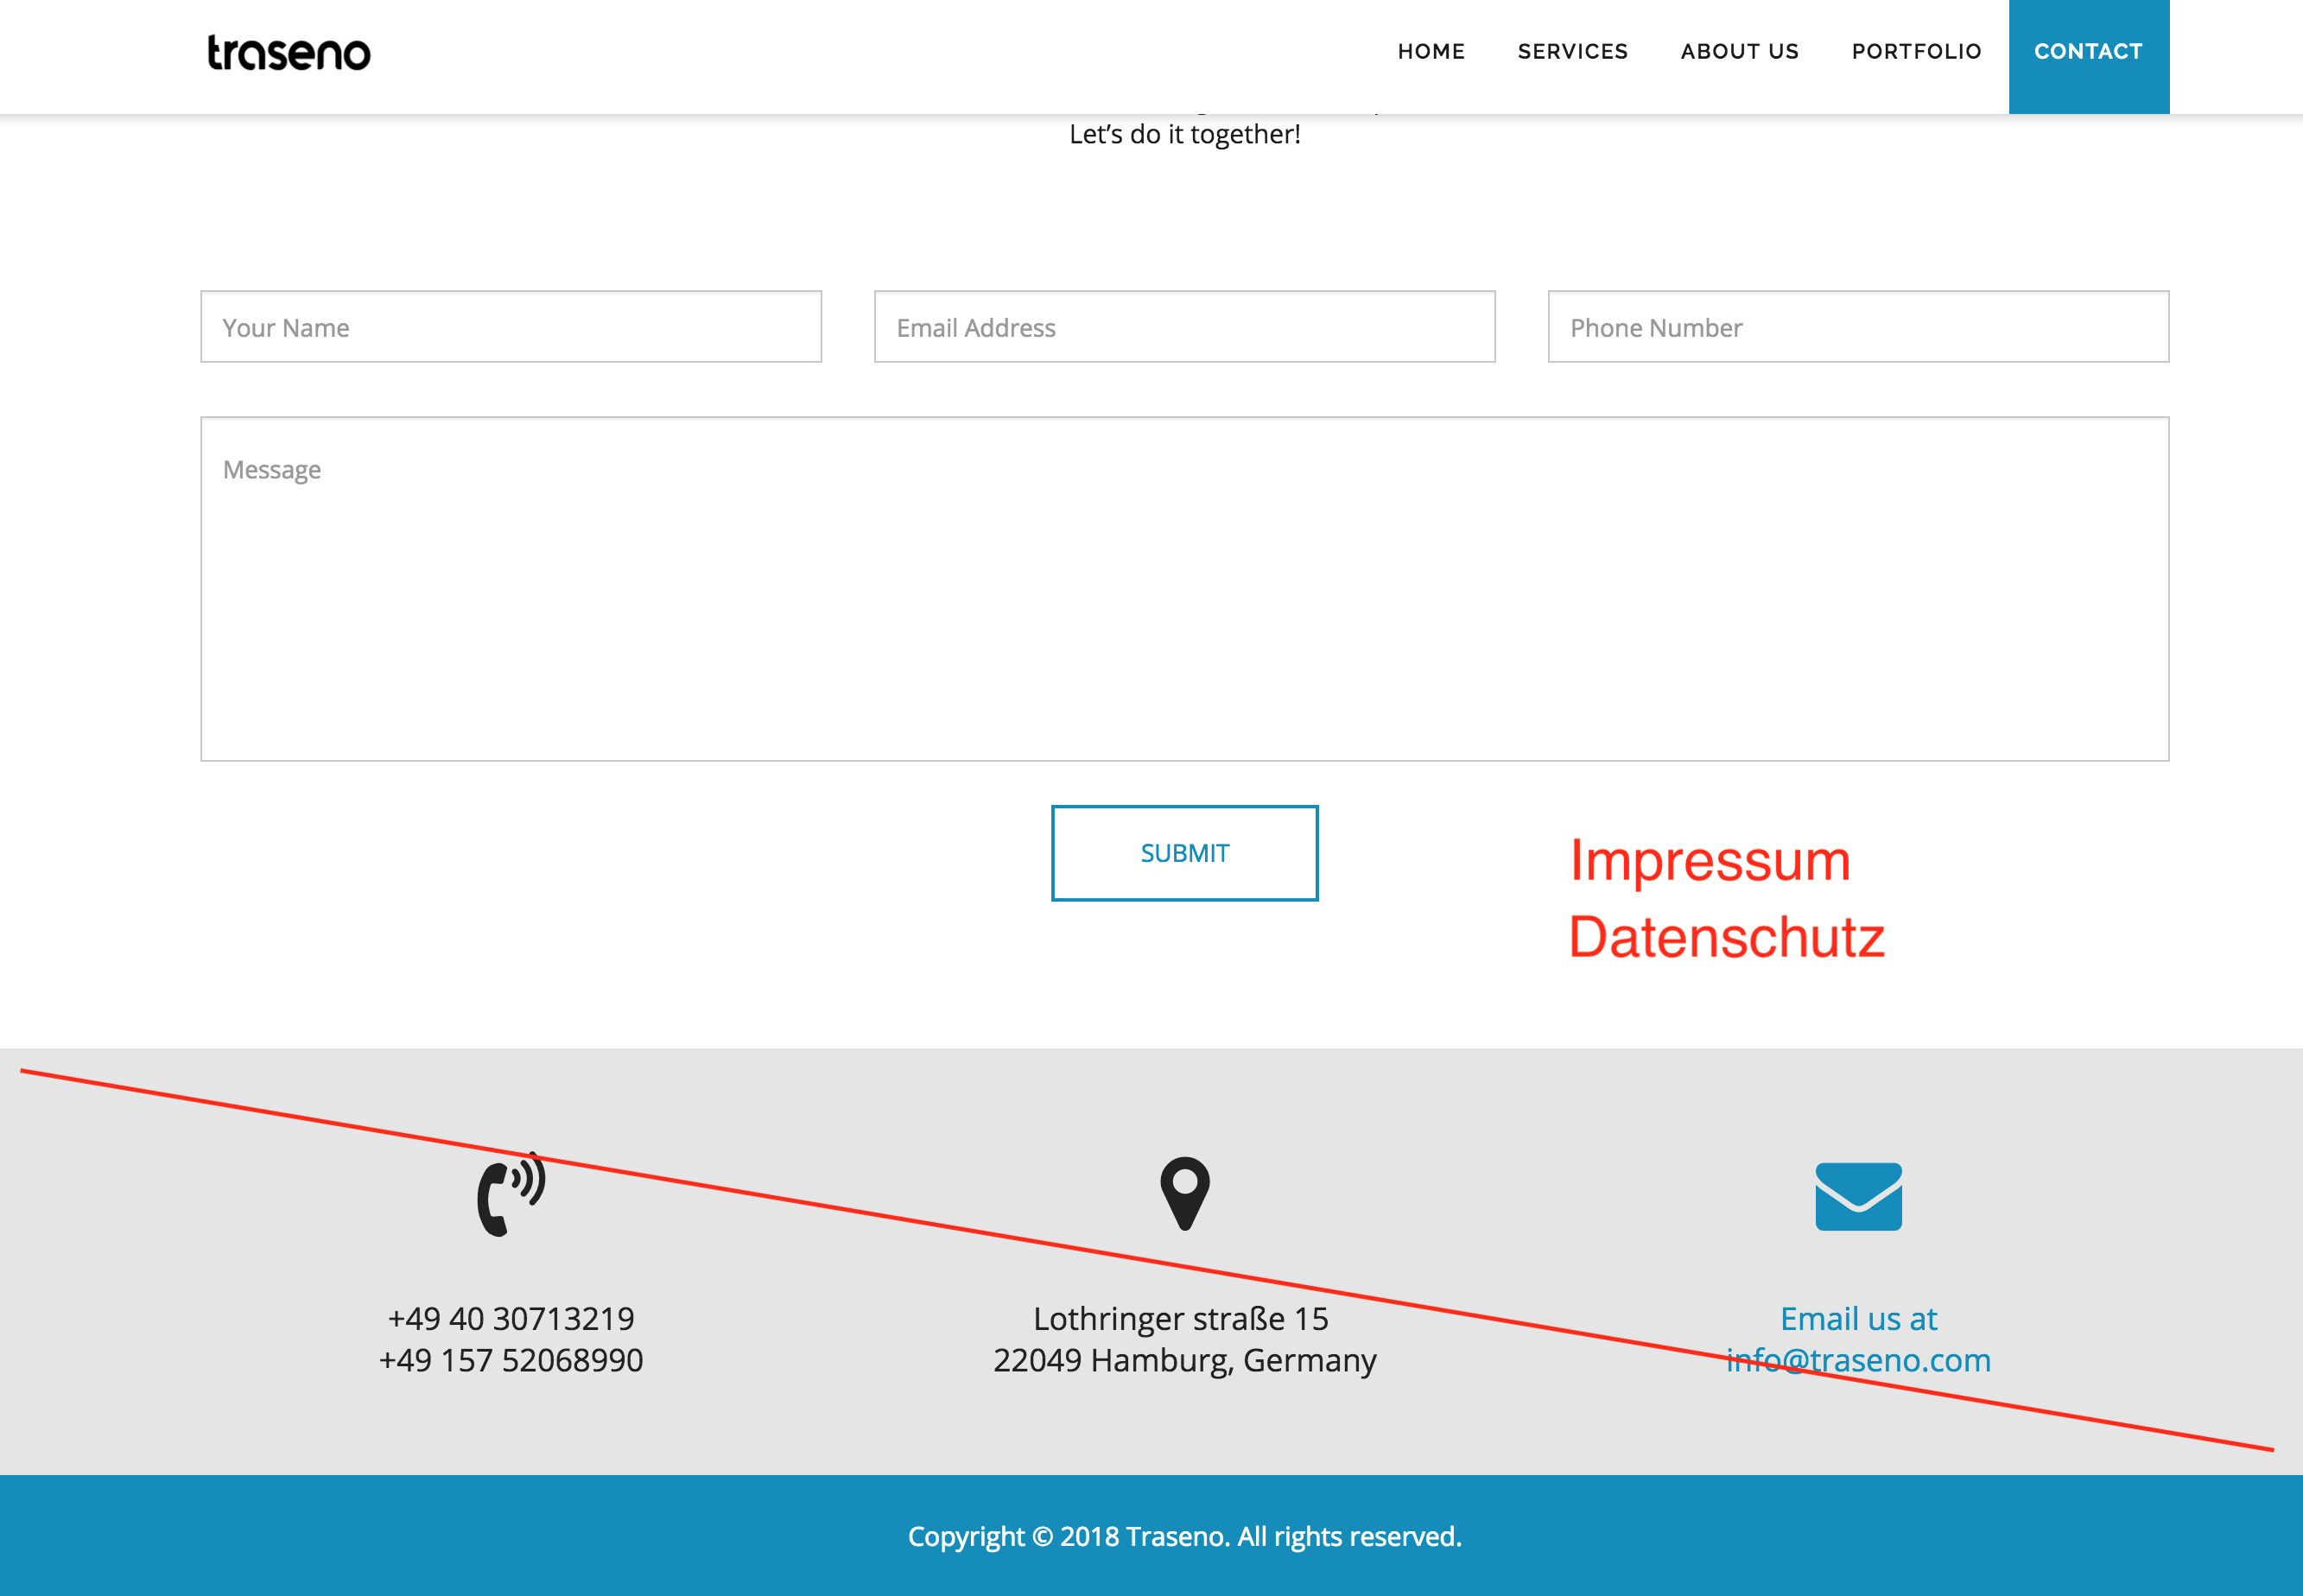 traseno
HOME SERVICES ABOUT US PORTFOLIO CONTACT
Let’s do it together!
Your Name Email Address Phone Number
Message
SUBMIT
Impressum
Datenschutz
+49 40 30713219
+49 157 52068990
Lothringer straße 15
22049 Hamburg, Germany
Email us at
info@traseno.com
Copyright © 2018 Traseno. All rights reserved.